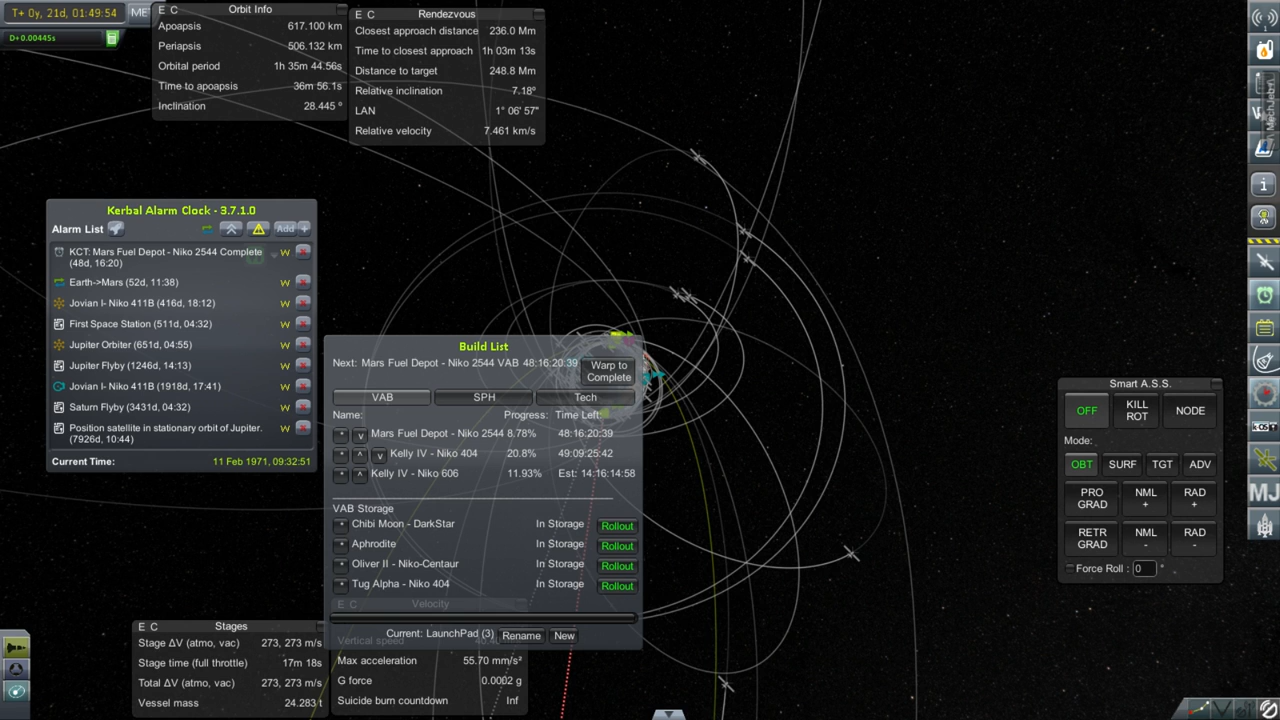 T+ 0y, 21d, 01:49:54
MET
D+0.00445s
E C Orbit Info
Apoapsis 617.100 km
Periapsis 506.132 km
Orbital period 1h 35m 44.56s
Time to apoapsis 36m 56.1s
Inclination 28.445 º
E C Rendezvous
Closest approach distance 236.0 Mm
Time to closest approach 1h 03m 13s
Distance to target 248.8 Mm
Relative inclination 7.18º
LAN 1° 06' 57"
Relative velocity 7.461 km/s
Kerbal Alarm Clock - 3.7.1.0
Alarm List Add +
KCT: Mars Fuel Depot - Niko 2544 Complete W
(48d, 16:20)
Earth->Mars (52d, 11:38) W
Jovian I- Niko 411B (416d, 18:12) W
First Space Station (511d, 04:32) W
Jupiter Orbiter (651d, 04:55) W
Jupiter Flyby (1246d, 14:13) W
Jovian I- Niko 411B (1918d, 17:41) W
Saturn Flyby (3431d, 04:32) W
Position satellite in stationary orbit of Jupiter. W
(7926d, 10:44)
Current Time: 11 Feb 1971, 09:32:51
Build List
Next: Mars Fuel Depot - Niko 2544 VAB 48:16:20:39
Warp to
Complete
VAB SPH Tech
Name: Progress: Time Left:
* v Mars Fuel Depot - Niko 2544 8.78% 48:16:20:39
* ^ v Kelly IV - Niko 404 20.8% 49:09:25:42
* ^ Kelly IV - Niko 606 11.93% Est: 14:16:14:58
VAB Storage
* Chibi Moon - DarkStar In Storage Rollout
* Aphrodite In Storage Rollout
* Oliver II - Niko-Centaur In Storage Rollout
* Tug Alpha - Niko 404 In Storage Rollout
E C Velocity
Current: LaunchPad (3) Rename New
Vertical speed
Max acceleration 55.70 mm/s²
G force 0.0002 g
Suicide burn countdown Inf
E C Stages
Stage ΔV (atmo, vac) 273, 273 m/s
Stage time (full throttle) 17m 18s
Total ΔV (atmo, vac) 273, 273 m/s
Vessel mass 24.283 t
Smart A.S.S.
OFF KILL ROT NODE
Mode:
OBT SURF TGT ADV
PRO GRAD NML + RAD +
RETR GRAD NML - RAD -
Force Roll : 0 °
MechJeb
kOS
MJ